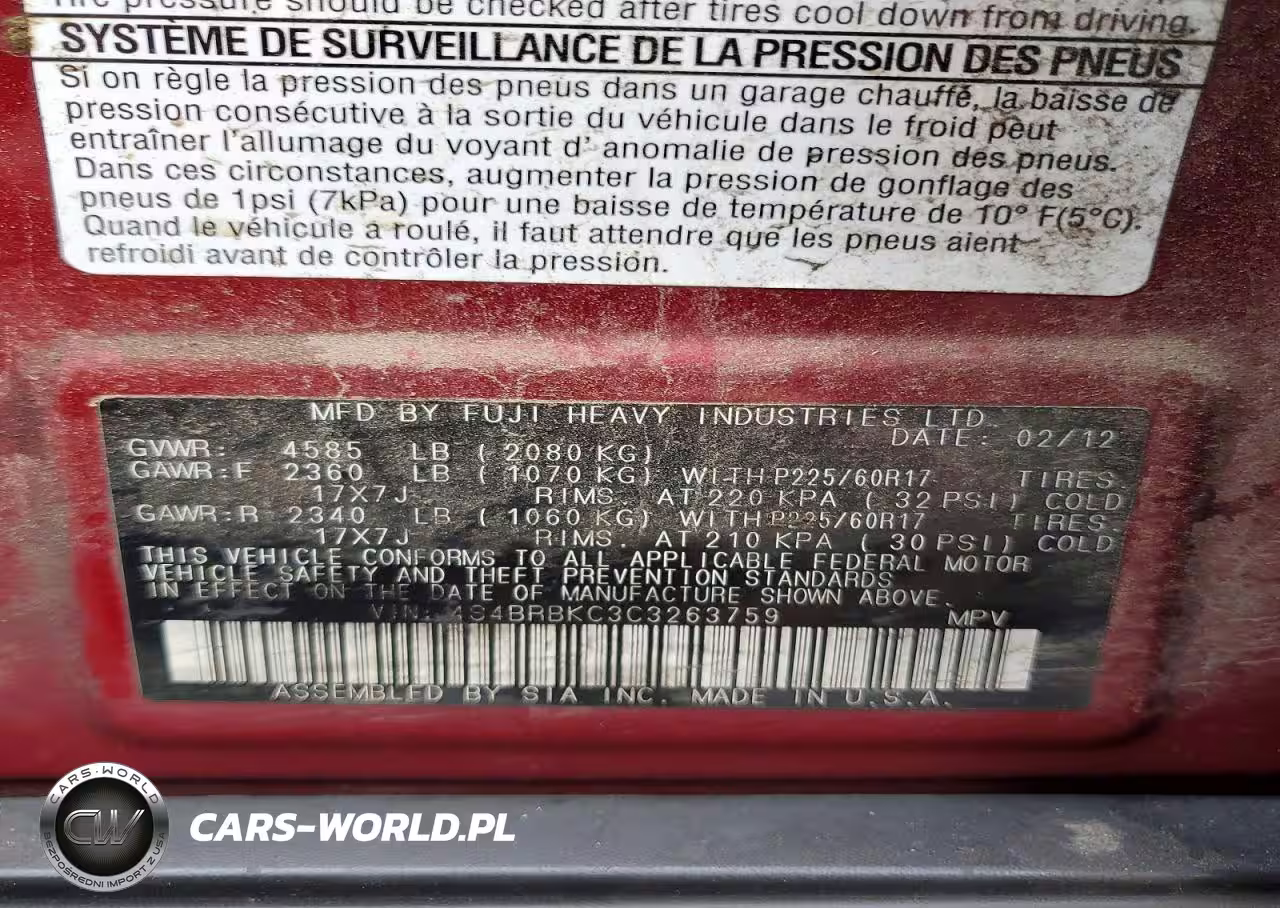 Tire pressure should be checked after tires cool down from driving.
SYSTÈME DE SURVEILLANCE DE LA PRESSION DES PNEUS
Si on règle la pression des pneus dans un garage chauffé, la baisse de
pression consécutive à la sortie du véhicule dans le froid peut
entraîner l'allumage du voyant d' anomalie de pression des pneus.
Dans ces circonstances, augmenter la pression de gonflage des
pneus de 1psi (7kPa) pour une baisse de température de 10° F(5°C).
Quand le véhicule a roulé, il faut attendre que les pneus aient
refroidi avant de contrôler la pression.
MFD BY FUJI HEAVY INDUSTRIES LTD.
DATE: 02/12
GVWR: 4585 LB ( 2080 KG)
GAWR:F 2360 LB ( 1070 KG) WITH P225/60R17 TIRES.
17X7J RIMS. AT 220 KPA ( 32 PSI) COLD
GAWR:R 2340 LB ( 1060 KG) WITH P225/60R17 TIRES.
17X7J RIMS. AT 210 KPA ( 30 PSI) COLD
THIS VEHICLE CONFORMS TO ALL APPLICABLE FEDERAL MOTOR
VEHICLE SAFETY AND THEFT PREVENTION STANDARDS
IN EFFECT ON THE DATE OF MANUFACTURE SHOWN ABOVE.
VIN: 4S4BRBKC3C3263759 MPV
ASSEMBLED BY SIA INC. MADE IN U.S.A.
CARS-WORLD
CW
BEZPOŚREDNI IMPORT Z USA
CARS-WORLD.PL